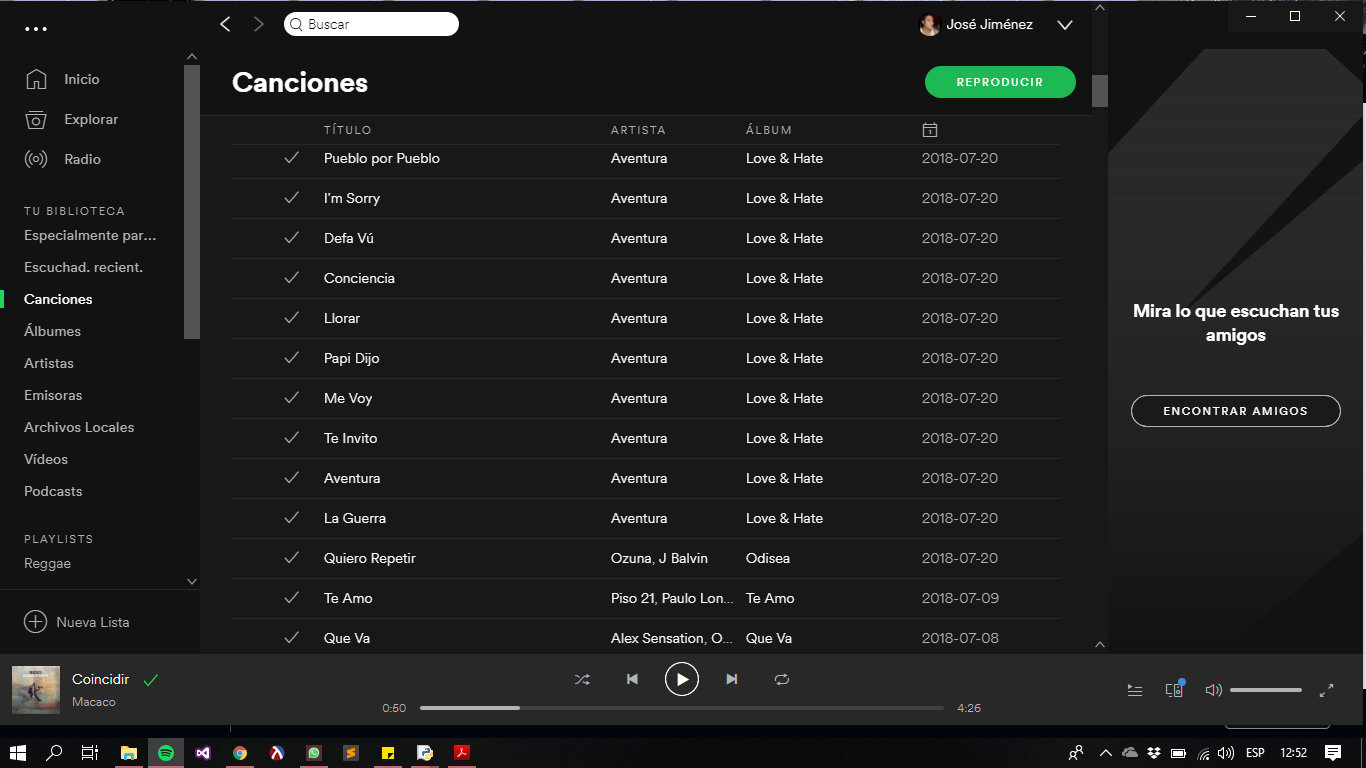 Buscar
José Jiménez
Inicio
Explorar
Radio
TU BIBLIOTECA
Especialmente par...
Escuchad. recient.
Canciones
Álbumes
Artistas
Emisoras
Archivos Locales
Vídeos
Podcasts
PLAYLISTS
Reggae
Nueva Lista
Canciones
REPRODUCIR
TÍTULO ARTISTA ÁLBUM
Pueblo por Pueblo Aventura Love & Hate 2018-07-20
I'm Sorry Aventura Love & Hate 2018-07-20
Defa Vú Aventura Love & Hate 2018-07-20
Conciencia Aventura Love & Hate 2018-07-20
Llorar Aventura Love & Hate 2018-07-20
Papi Dijo Aventura Love & Hate 2018-07-20
Me Voy Aventura Love & Hate 2018-07-20
Te Invito Aventura Love & Hate 2018-07-20
Aventura Aventura Love & Hate 2018-07-20
La Guerra Aventura Love & Hate 2018-07-20
Quiero Repetir Ozuna, J Balvin Odisea 2018-07-20
Te Amo Piso 21, Paulo Lon... Te Amo 2018-07-09
Que Va Alex Sensation, O... Que Va 2018-07-08
Mira lo que escuchan tus
amigos
ENCONTRAR AMIGOS
Coincidir
Macaco
0:50
4:26
ESP
12:52